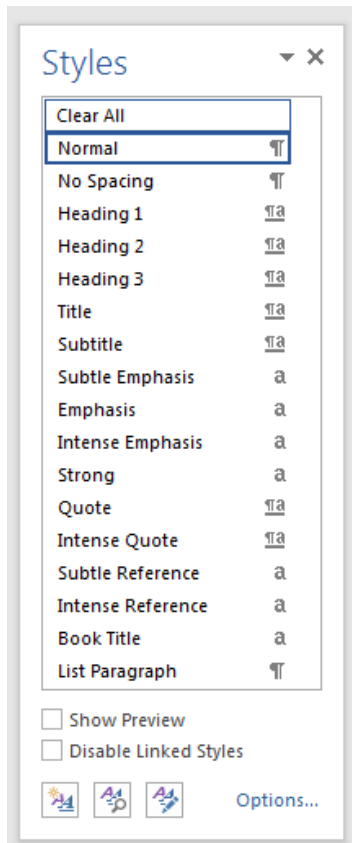 Styles
Clear All
Normal ¶
No Spacing ¶
Heading 1 ¶a
Heading 2 ¶a
Heading 3 ¶a
Title ¶a
Subtitle ¶a
Subtle Emphasis a
Emphasis a
Intense Emphasis a
Strong a
Quote ¶a
Intense Quote ¶a
Subtle Reference a
Intense Reference a
Book Title a
List Paragraph ¶
Show Preview
Disable Linked Styles
Options...